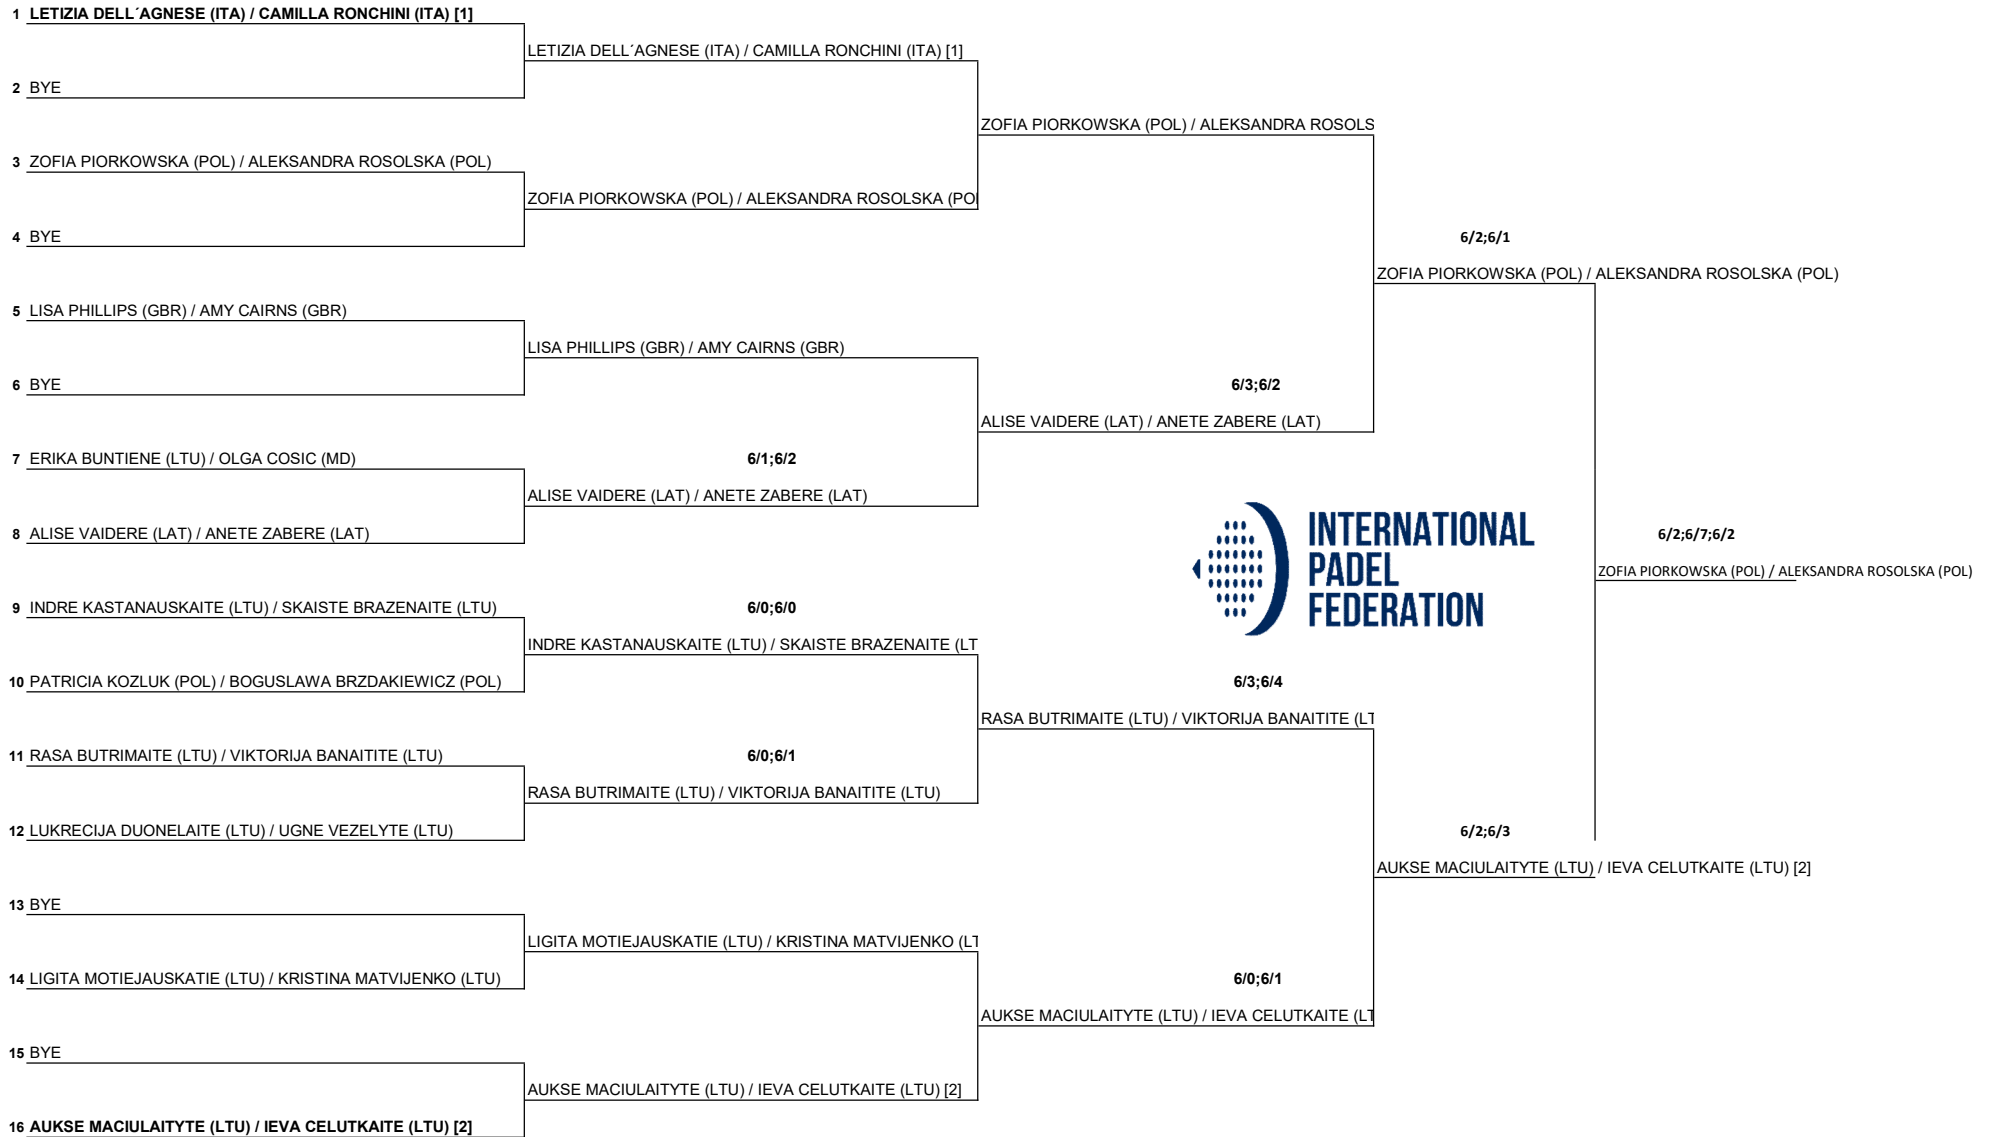 1 LETIZIA DELL´AGNESE (ITA) / CAMILLA RONCHINI (ITA) [1]
LETIZIA DELL´AGNESE (ITA) / CAMILLA RONCHINI (ITA) [1]
2 BYE
ZOFIA PIORKOWSKA (POL) / ALEKSANDRA ROSOLS
3 ZOFIA PIORKOWSKA (POL) / ALEKSANDRA ROSOLSKA (POL)
ZOFIA PIORKOWSKA (POL) / ALEKSANDRA ROSOLSKA (PO
4 BYE
6/2;6/1
ZOFIA PIORKOWSKA (POL) / ALEKSANDRA ROSOLSKA (POL)
5 LISA PHILLIPS (GBR) / AMY CAIRNS (GBR)
LISA PHILLIPS (GBR) / AMY CAIRNS (GBR)
6 BYE
6/3;6/2
ALISE VAIDERE (LAT) / ANETE ZABERE (LAT)
7 ERIKA BUNTIENE (LTU) / OLGA COSIC (MD)
6/1;6/2
ALISE VAIDERE (LAT) / ANETE ZABERE (LAT)
8 ALISE VAIDERE (LAT) / ANETE ZABERE (LAT)
INTERNATIONAL
PADEL
FEDERATION
6/2;6/7;6/2
ZOFIA PIORKOWSKA (POL) / ALEKSANDRA ROSOLSKA (POL)
9 INDRE KASTANAUSKAITE (LTU) / SKAISTE BRAZENAITE (LTU)
6/0;6/0
INDRE KASTANAUSKAITE (LTU) / SKAISTE BRAZENAITE (LT
10 PATRICIA KOZLUK (POL) / BOGUSLAWA BRZDAKIEWICZ (POL)
6/3;6/4
RASA BUTRIMAITE (LTU) / VIKTORIJA BANAITITE (LT
11 RASA BUTRIMAITE (LTU) / VIKTORIJA BANAITITE (LTU)
6/0;6/1
RASA BUTRIMAITE (LTU) / VIKTORIJA BANAITITE (LTU)
12 LUKRECIJA DUONELAITE (LTU) / UGNE VEZELYTE (LTU)
6/2;6/3
AUKSE MACIULAITYTE (LTU) / IEVA CELUTKAITE (LTU) [2]
13 BYE
LIGITA MOTIEJAUSKATIE (LTU) / KRISTINA MATVIJENKO (LT
14 LIGITA MOTIEJAUSKATIE (LTU) / KRISTINA MATVIJENKO (LTU)
6/0;6/1
AUKSE MACIULAITYTE (LTU) / IEVA CELUTKAITE (LT
15 BYE
AUKSE MACIULAITYTE (LTU) / IEVA CELUTKAITE (LTU) [2]
16 AUKSE MACIULAITYTE (LTU) / IEVA CELUTKAITE (LTU) [2]